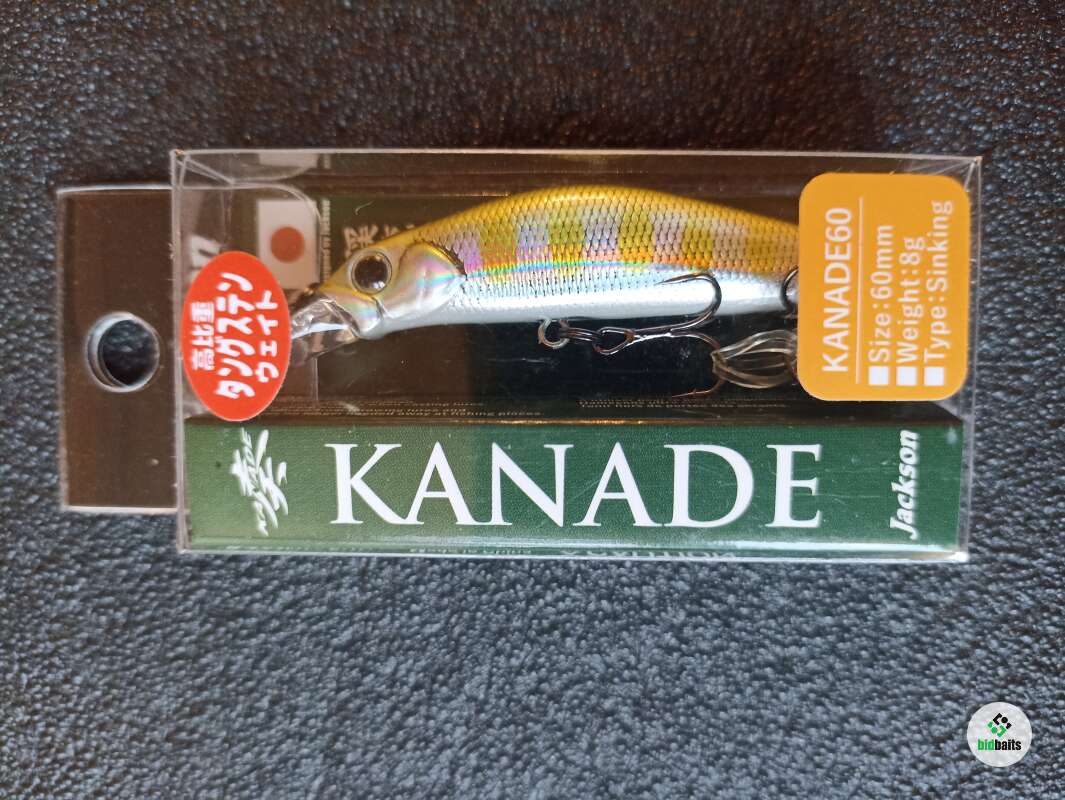 高比重
タングステン
ウェイト
KANADE60
■Size:60mm
■Weight:8g
■Type:Sinking
KANADE
Jackson
bidbaits